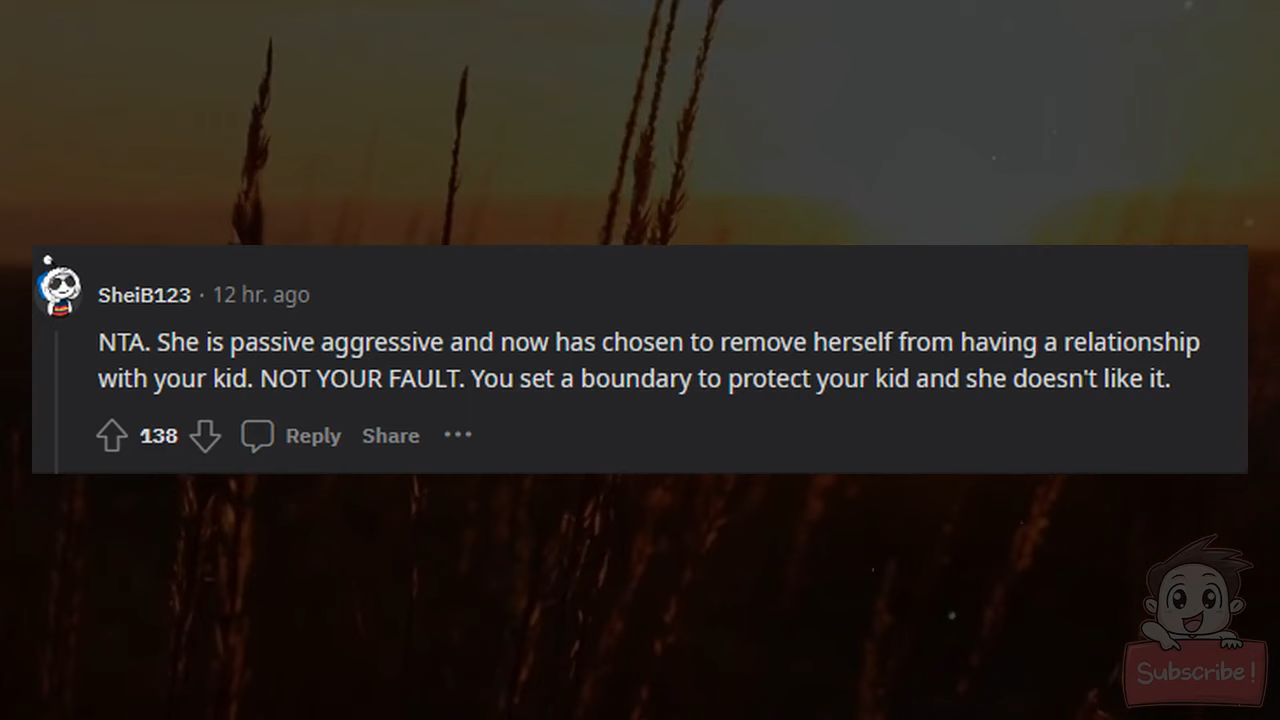 SheiB123 · 12 hr. ago
NTA. She is passive aggressive and now has chosen to remove herself from having a relationship
with your kid. NOT YOUR FAULT. You set a boundary to protect your kid and she doesn't like it.
138 Reply Share ···
Subscribe!